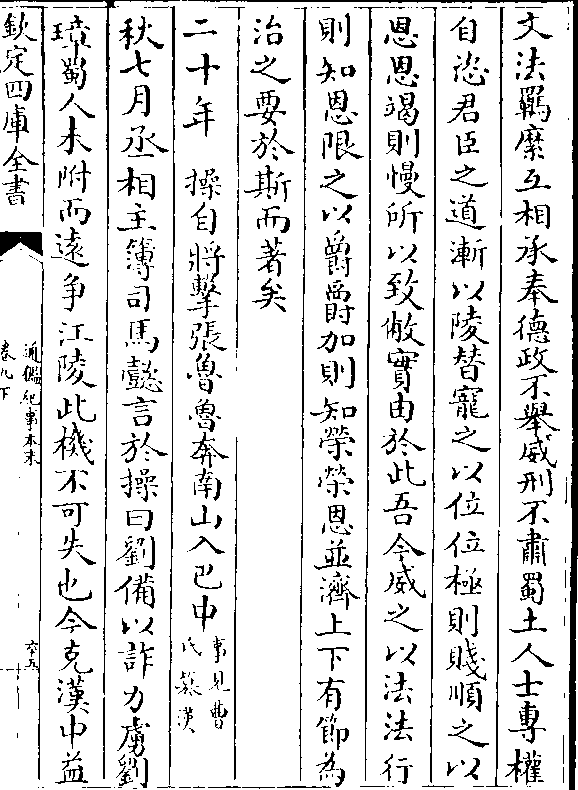 文法羈縻互相承奉德政不舉威刑不肅蜀土人士專權
自恣君臣之道漸以陵替寵之以位位極則賤順之以
恩恩竭則慢所以致敝實由於此吾今威之以法法行
則知恩限之以爵爵加則知榮榮恩並濟上下有節為
治之要於斯而著矣
二十年 操自將擊張魯魯奔南山入巴中事見曹氏篡漢
秋七月丞相主簿司馬懿言於操曰劉備以詐力虜劉
璋蜀人未附而遠爭江陵此機不可失也今克漢中益
欽定四庫全書
通鑑紀事本末
卷九下
六五